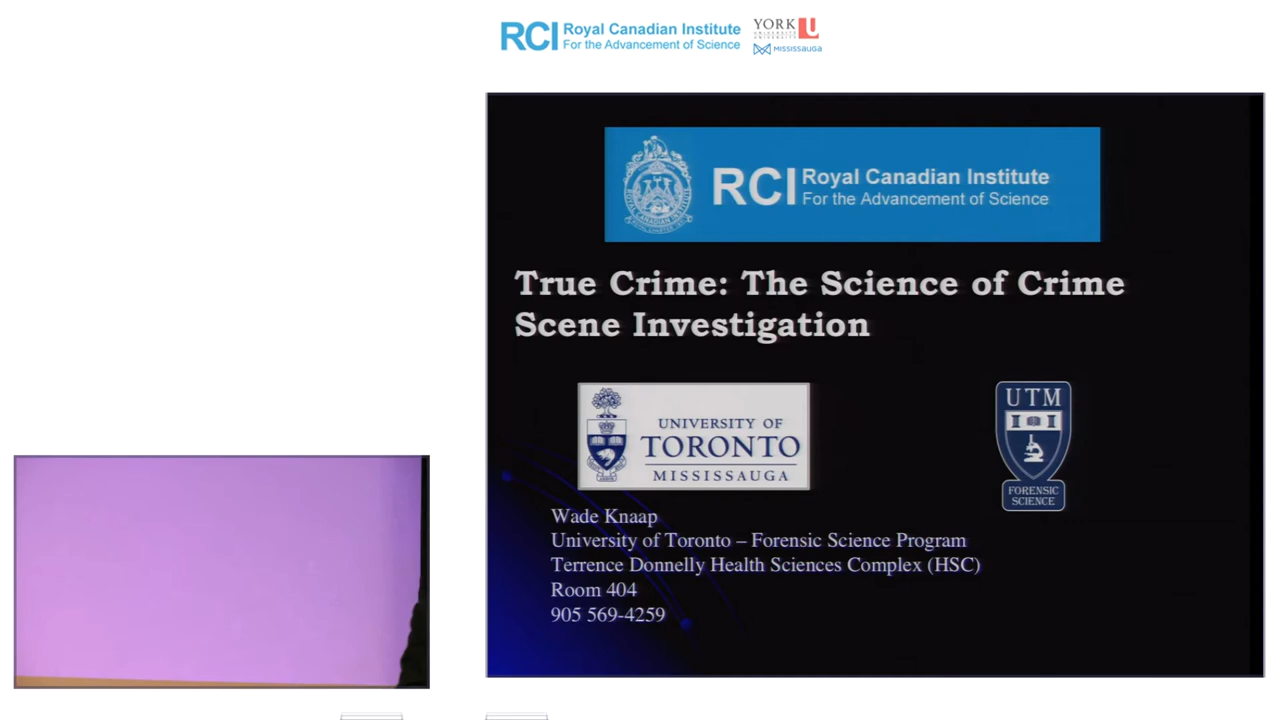 RCI Royal Canadian Institute
For the Advancement of Science
YORK U
UNIVERSITÉ
UNIVERSITY
MISSISSAUGA
RCI Royal Canadian Institute
For the Advancement of Science
True Crime: The Science of Crime
Scene Investigation
UNIVERSITY OF
TORONTO
MISSISSAUGA
UTM
FORENSIC
SCIENCE
Wade Knaap
University of Toronto – Forensic Science Program
Terrence Donnelly Health Sciences Complex (HSC)
Room 404
905 569-4259